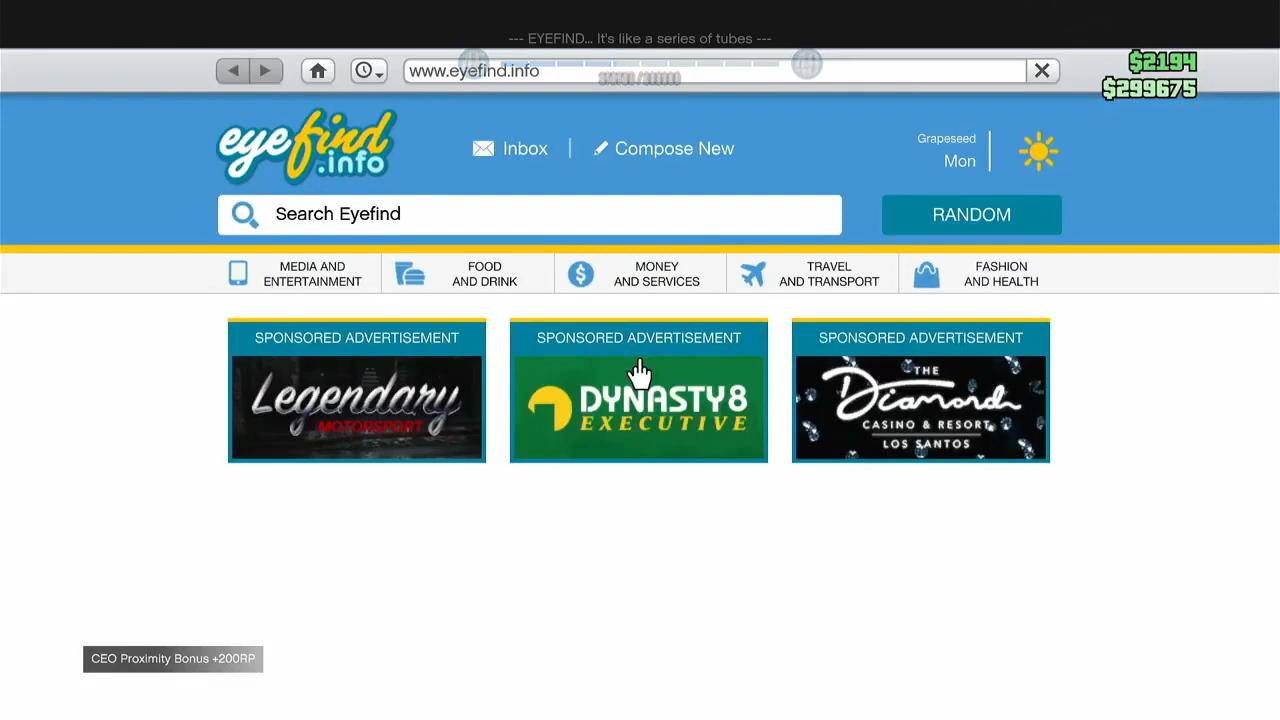 --- EYEFIND... It's like a series of tubes ---
www.eyefind.info
$2194
$299675
eyefind
.info
Inbox
Compose New
Grapeseed
Mon
Search Eyefind
RANDOM
MEDIA AND
ENTERTAINMENT
FOOD
AND DRINK
MONEY
AND SERVICES
TRAVEL
AND TRANSPORT
FASHION
AND HEALTH
SPONSORED ADVERTISEMENT
Legendary
MOTORSPORT
SPONSORED ADVERTISEMENT
DYNASTY8
EXECUTIVE
SPONSORED ADVERTISEMENT
THE
Diamond
CASINO & RESORT
LOS SANTOS
CEO Proximity Bonus +200RP